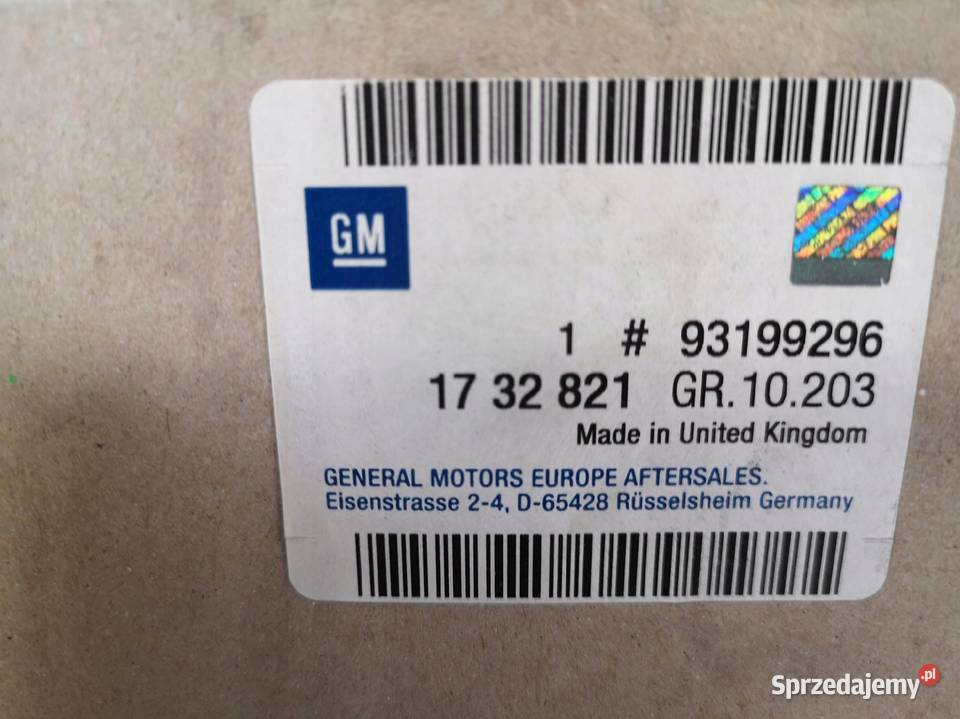 GM
1 # 93199296
17 32 821 GR.10.203
Made in United Kingdom
GENERAL MOTORS EUROPE AFTERSALES.
Eisenstrasse 2-4, D-65428 Rüsselsheim Germany
Sprzedajemy.pl